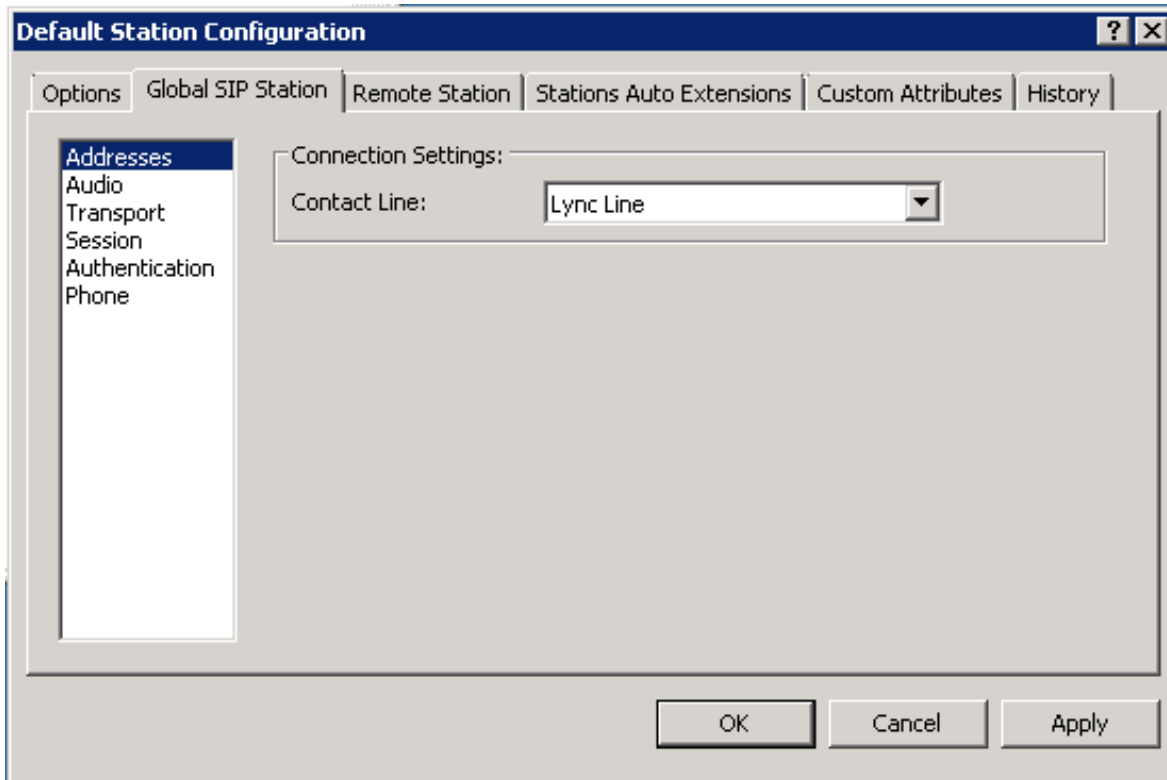 Default Station Configuration
Options Global SIP Station Remote Station Stations Auto Extensions Custom Attributes History
Addresses
Audio
Transport
Session
Authentication
Phone
Connection Settings:
Contact Line: Lync Line
OK Cancel Apply